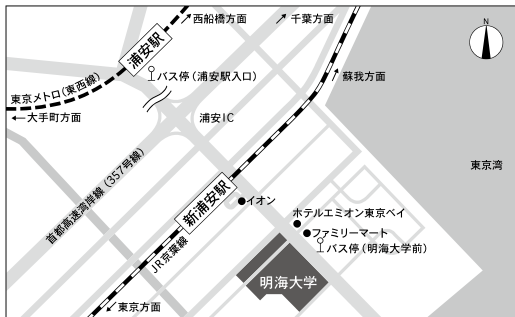 西船橋方面
千葉方面
N
浦安駅
バス停(浦安駅入口)
蘇我方面
東京メトロ(東西線)
大手町方面
浦安IC
東京湾
首都高速湾岸線(357号線)
新浦安駅
イオン
ホテルエミオン東京ベイ
ファミリーマート
バス停(明海大学前)
JR京葉線
明海大学
東京方面